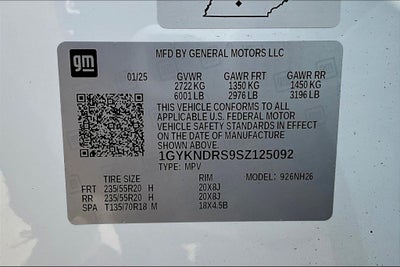 gm
MFD BY GENERAL MOTORS LLC
01/25 GVWR GAWR FRT GAWR RR
2722 KG 1350 KG 1450 KG
6001 LB 2976 LB 3196 LB
THIS VEHICLE CONFORMS TO ALL
APPLICABLE U.S. FEDERAL MOTOR
VEHICLE SAFETY STANDARDS IN EFFECT
ON THE DATE OF MANUFACTURE
SHOWN ABOVE.
1GYKNDRS9SZ125092
TYPE: MPV MODEL: 926NH26
TIRE SIZE RIM
FRT 235/55R20 H 20X8J
RR 235/55R20 H 20X8J
SPA T135/70R18 M 18X4.5B